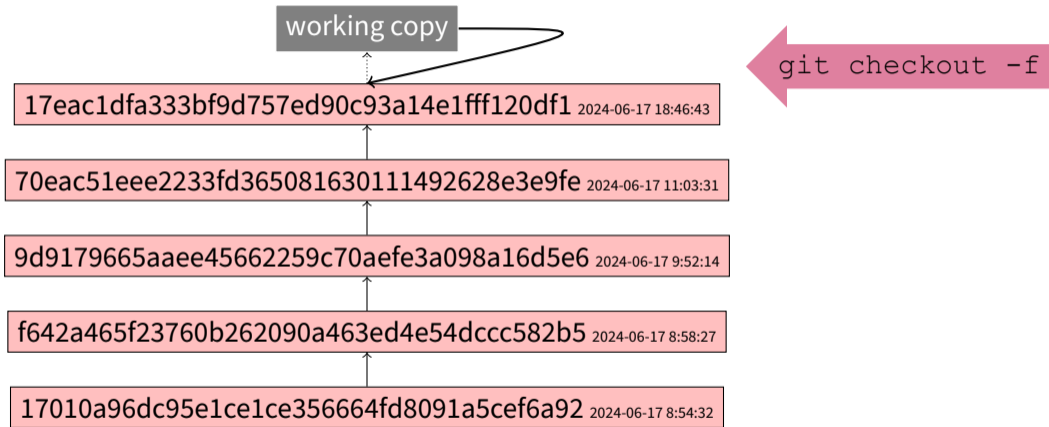 working copy
git checkout -f
17eac1dfa333bf9d757ed90c93a14e1fff120df1 2024-06-17 18:46:43
70eac51eee2233fd365081630111492628e3e9fe 2024-06-17 11:03:31
9d9179665aaee45662259c70aefe3a098a16d5e6 2024-06-17 9:52:14
f642a465f23760b262090a463ed4e54dccc582b5 2024-06-17 8:58:27
17010a96dc95e1ce1ce356664fd8091a5cef6a92 2024-06-17 8:54:32